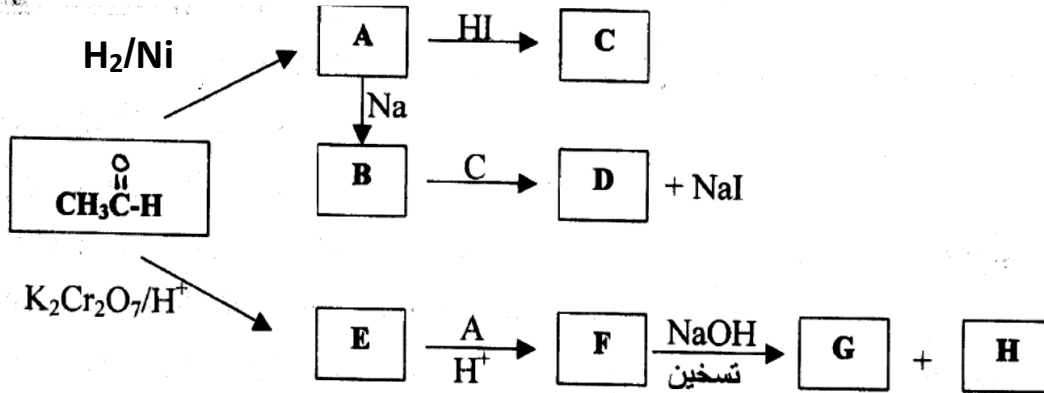 H₂/Ni
A HI C
Na
B C D + NaI
O
CH₃C-H
K₂Cr₂O₇/H⁺
E A F NaOH G + H
H⁺ تسخين